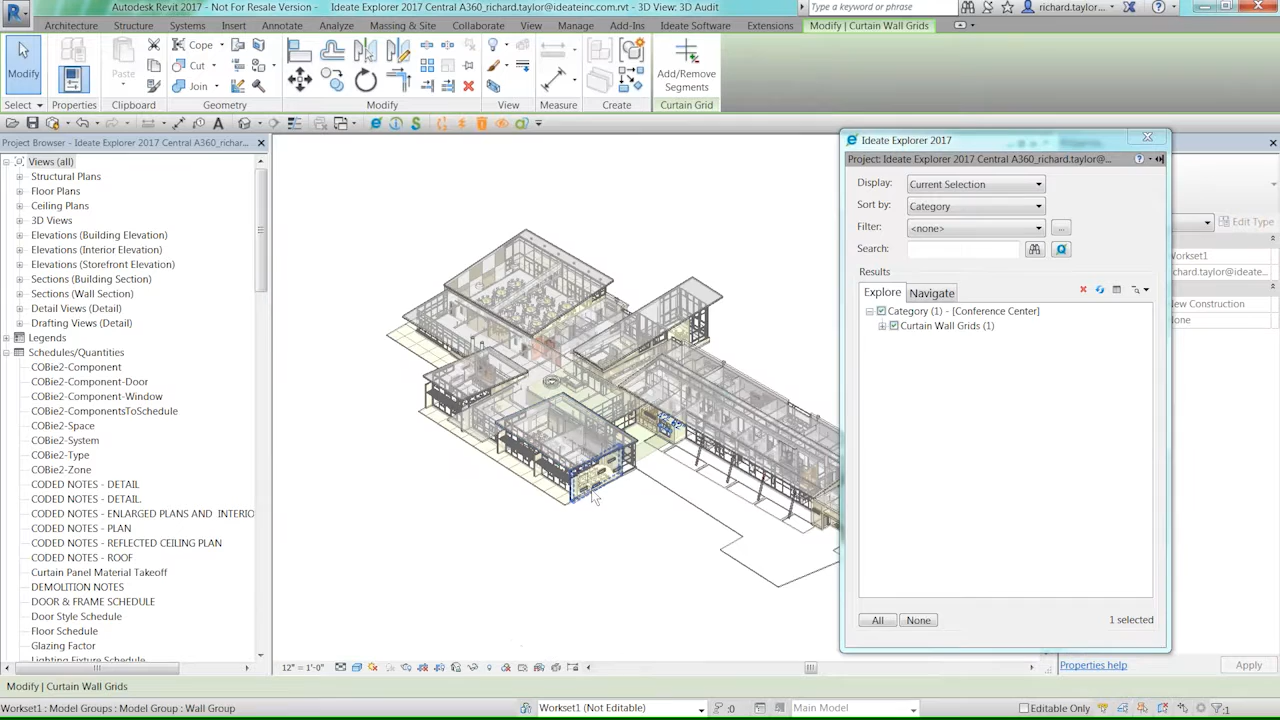 Autodesk Revit 2017 - Not For Resale Version - Ideate Explorer 2017 Central A360_richard.taylor@ideateinc.com.rvt - 3D View: 3D Audit
Type a keyword or phrase
richard.taylor...
Architecture Structure Systems Insert Annotate Analyze Massing & Site Collaborate View Manage Add-Ins Ideate Software Extensions Modify | Curtain Wall Grids
Modify
Paste
Cope
Cut
Join
Add/Remove
Segments
Select Properties Clipboard Geometry Modify View Measure Create Curtain Grid
Project Browser - Ideate Explorer 2017 Central A360_richard...
Views (all)
Structural Plans
Floor Plans
Ceiling Plans
3D Views
Elevations (Building Elevation)
Elevations (Interior Elevation)
Elevations (Storefront Elevation)
Sections (Building Section)
Sections (Wall Section)
Detail Views (Detail)
Drafting Views (Detail)
Legends
Schedules/Quantities
COBie2-Component
COBie2-Component-Door
COBie2-Component-Window
COBie2-ComponentsToSchedule
COBie2-Space
COBie2-System
COBie2-Type
COBie2-Zone
CODED NOTES - DETAIL
CODED NOTES - DETAIL.
CODED NOTES - ENLARGED PLANS AND INTERIO
CODED NOTES - PLAN
CODED NOTES - REFLECTED CEILING PLAN
CODED NOTES - ROOF
Curtain Panel Material Takeoff
DEMOLITION NOTES
DOOR & FRAME SCHEDULE
Door Style Schedule
Floor Schedule
Glazing Factor
Lighting Fixture Schedule
Ideate Explorer 2017
Project: Ideate Explorer 2017 Central A360_richard.taylor@...
Display: Current Selection
Sort by: Category
Filter: <none> ...
Search:
Results
Explore Navigate
Category (1) - [Conference Center]
Curtain Wall Grids (1)
All None 1 selected
Edit Type
Workset1
richard.taylor@ideate...
New Construction
None
Properties help Apply
12" = 1'-0"
Modify | Curtain Wall Grids
Workset1 : Model Groups : Model Group : Wall Group
Workset1 (Not Editable)
:0
Main Model
Editable Only
:1